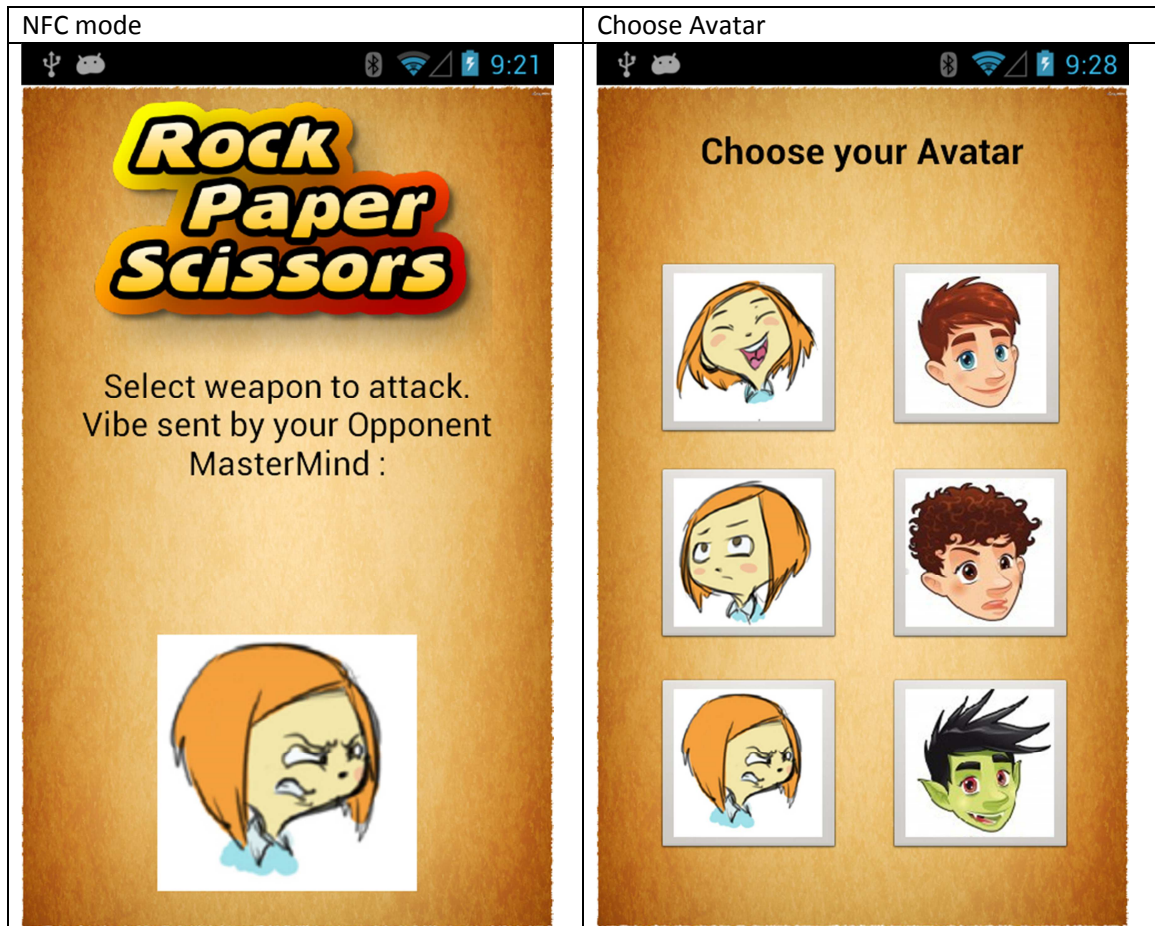 NFC mode
Choose Avatar
9:21
Rock
Paper
Scissors
Select weapon to attack.
Vibe sent by your Opponent
MasterMind :
9:28
Choose your Avatar